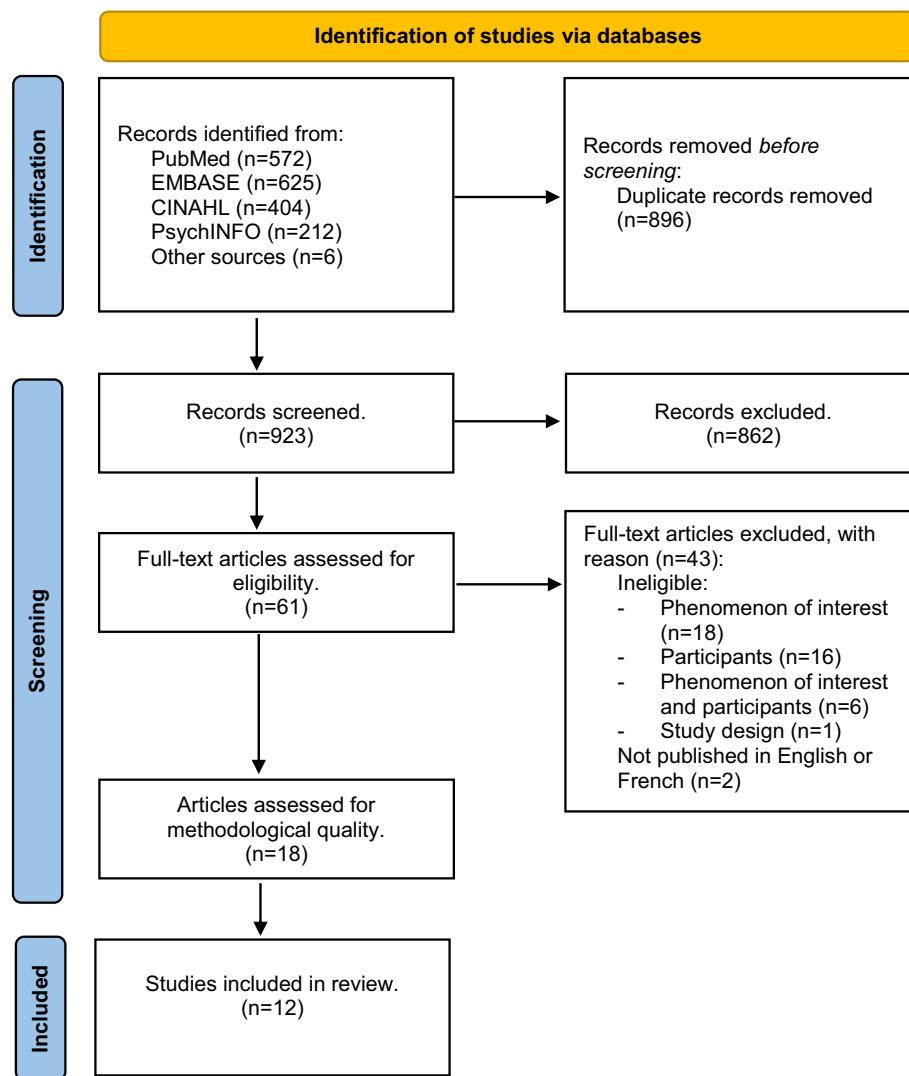 Identification of studies via databases
Identification
Records identified from:
PubMed (n=572)
EMBASE (n=625)
CINAHL (n=404)
PsychINFO (n=212)
Other sources (n=6)
Records removed before
screening:
Duplicate records removed
(n=896)
Screening
Records screened.
(n=923)
Records excluded.
(n=862)
Full-text articles assessed for
eligibility.
(n=61)
Full-text articles excluded, with
reason (n=43):
Ineligible:
- Phenomenon of interest
(n=18)
- Participants (n=16)
- Phenomenon of interest
and participants (n=6)
- Study design (n=1)
Not published in English or
French (n=2)
Articles assessed for
methodological quality.
(n=18)
Included
Studies included in review.
(n=12)